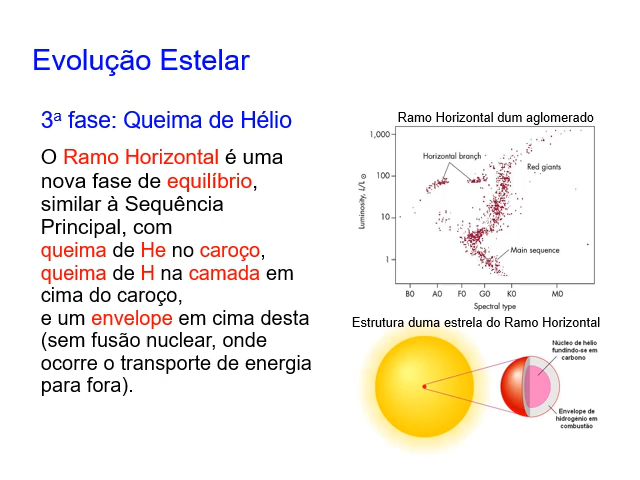 Evolução Estelar
3ª fase: Queima de Hélio
O Ramo Horizontal é uma
nova fase de equilíbrio,
similar à Sequência
Principal, com
queima de He no caroço,
queima de H na camada em
cima do caroço,
e um envelope em cima desta
(sem fusão nuclear, onde
ocorre o transporte de energia
para fora).
Ramo Horizontal dum aglomerado
1,000
100
10
1
Luminosity, L/L⊙
Horizontal branch
Red giants
Main sequence
B0 A0 F0 G0 K0 M0
Spectral type
Estrutura duma estrela do Ramo Horizontal
Núcleo de hélio
fundindo-se em
carbono
Envelope de
hidrogénio em
combustão